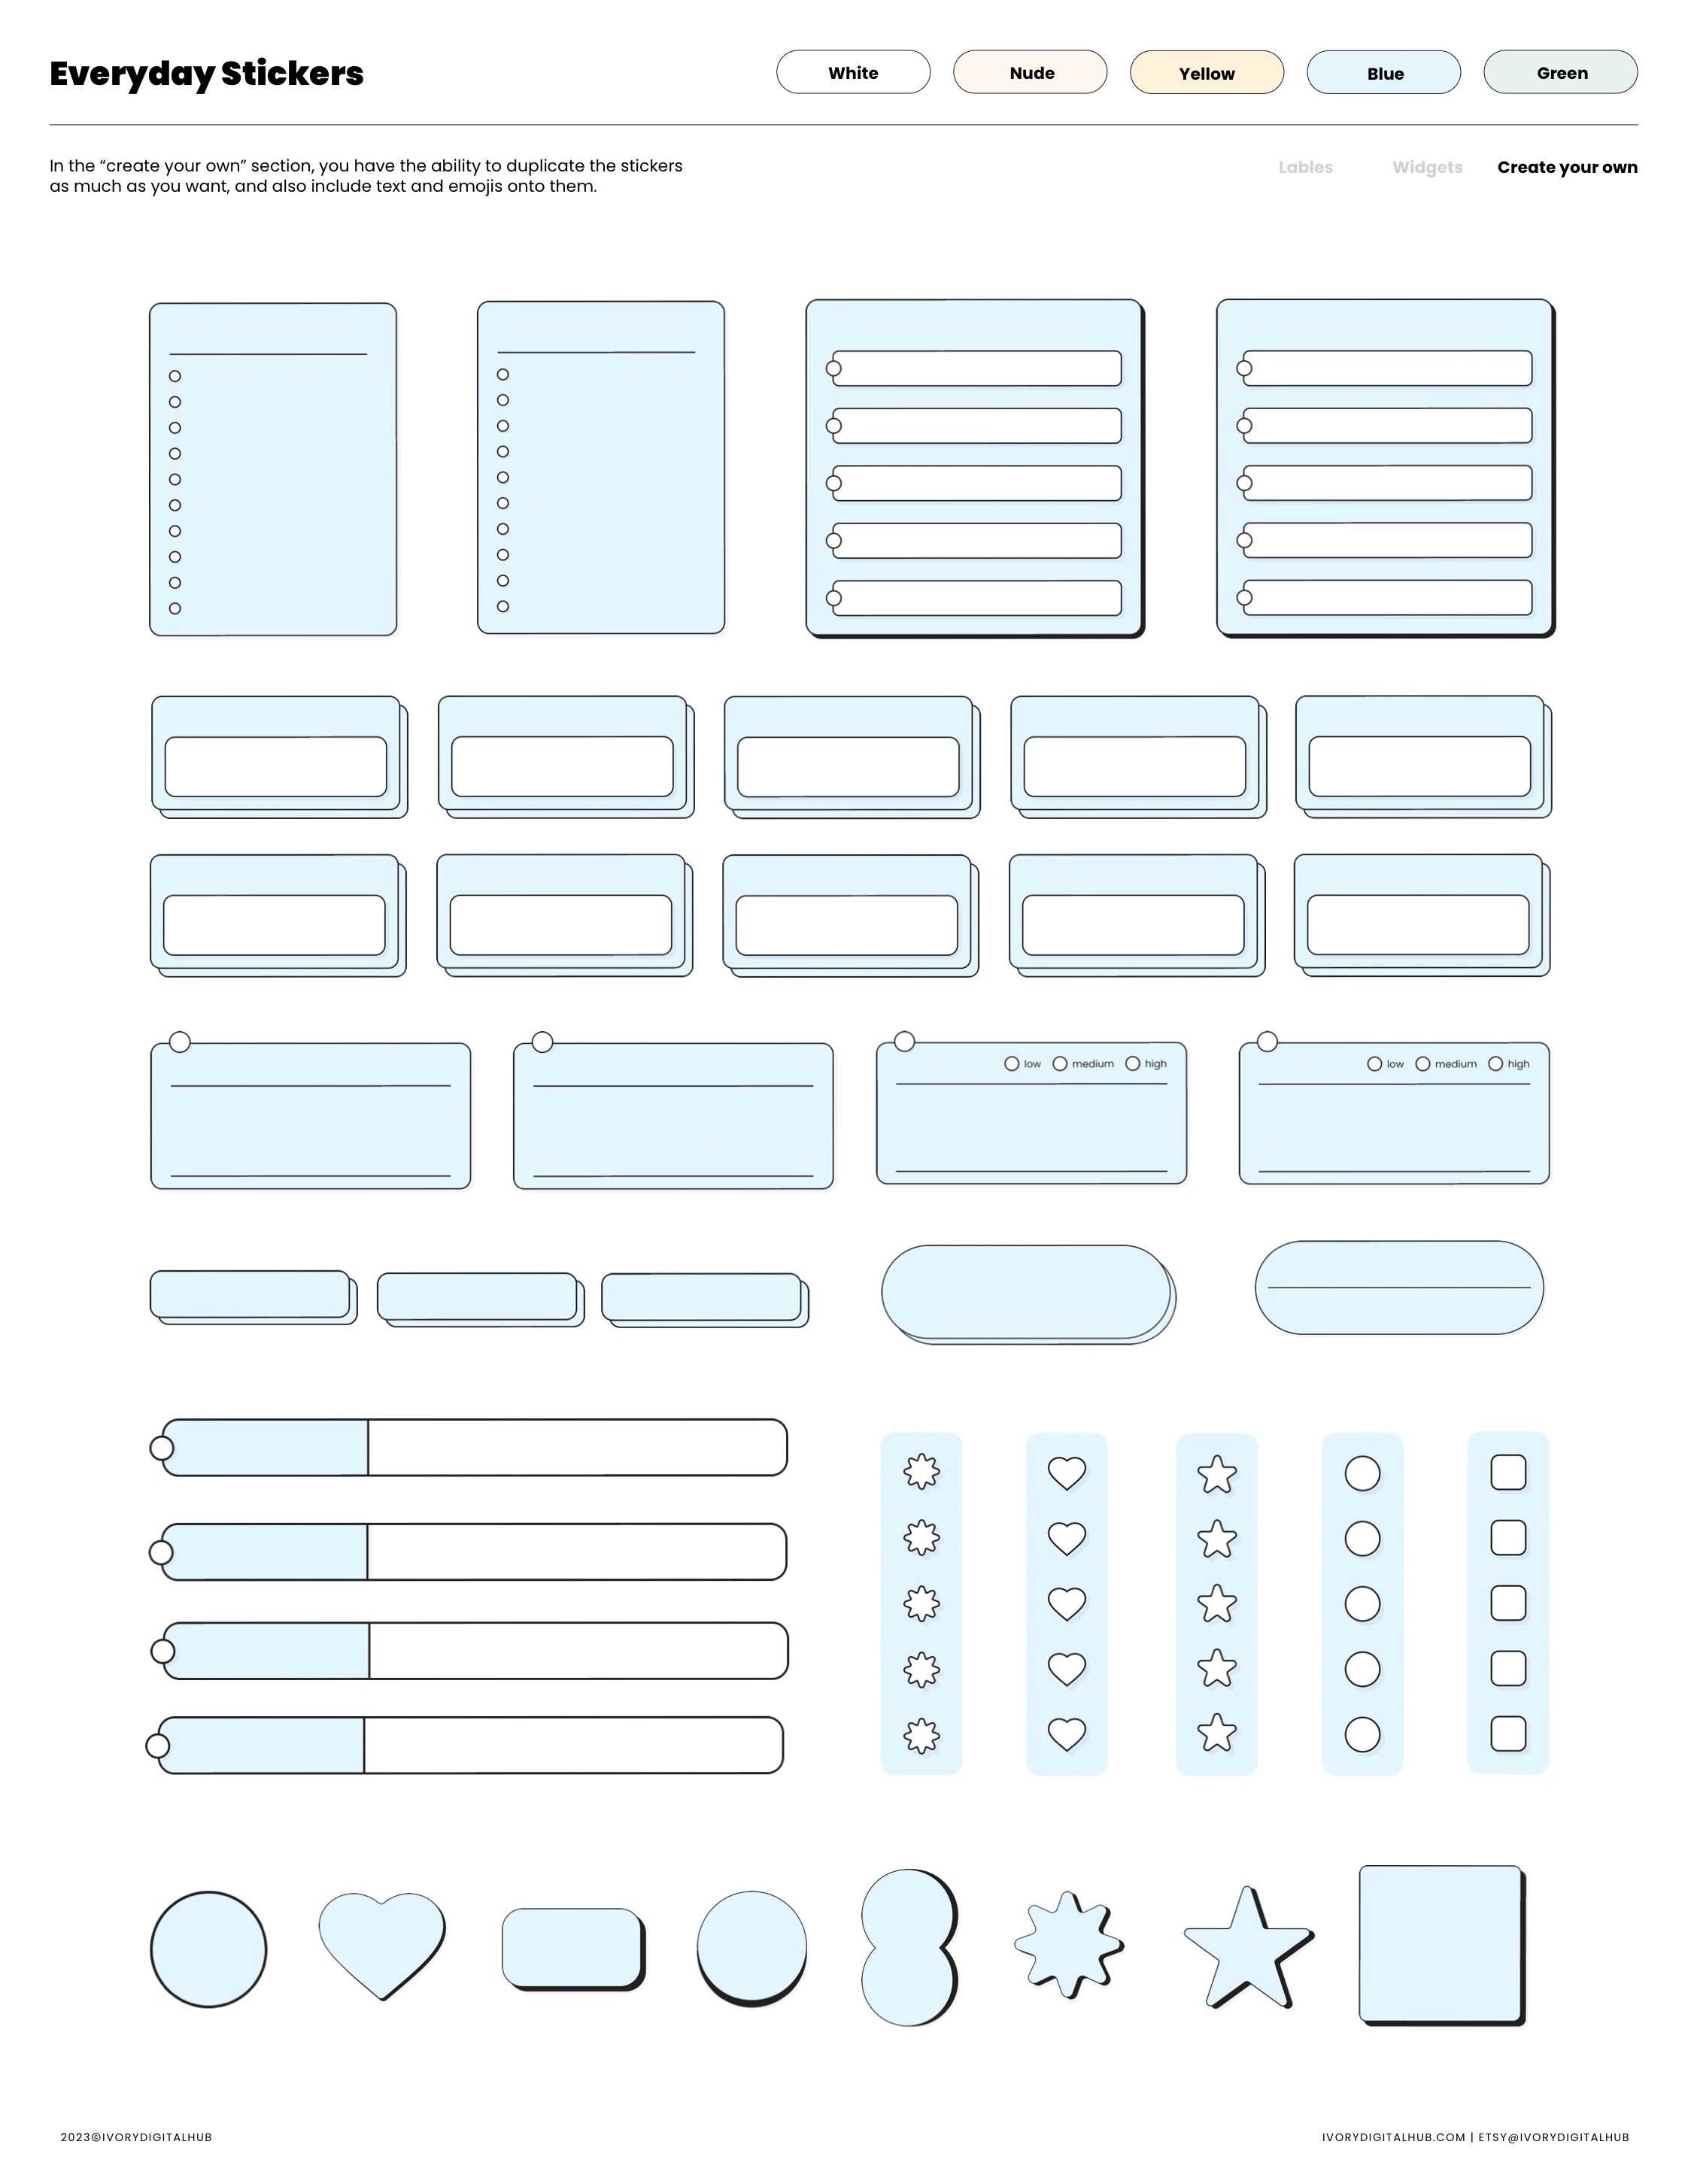 Everyday Stickers
White
Nude
Yellow
Blue
Green
In the “create your own” section, you have the ability to duplicate the stickers
as much as you want, and also include text and emojis onto them.
Lables
Widgets
Create your own
low medium high
low medium high
2023©IVORYDIGITALHUB
IVORYDIGITALHUB.COM | ETSY@IVORYDIGITALHUB